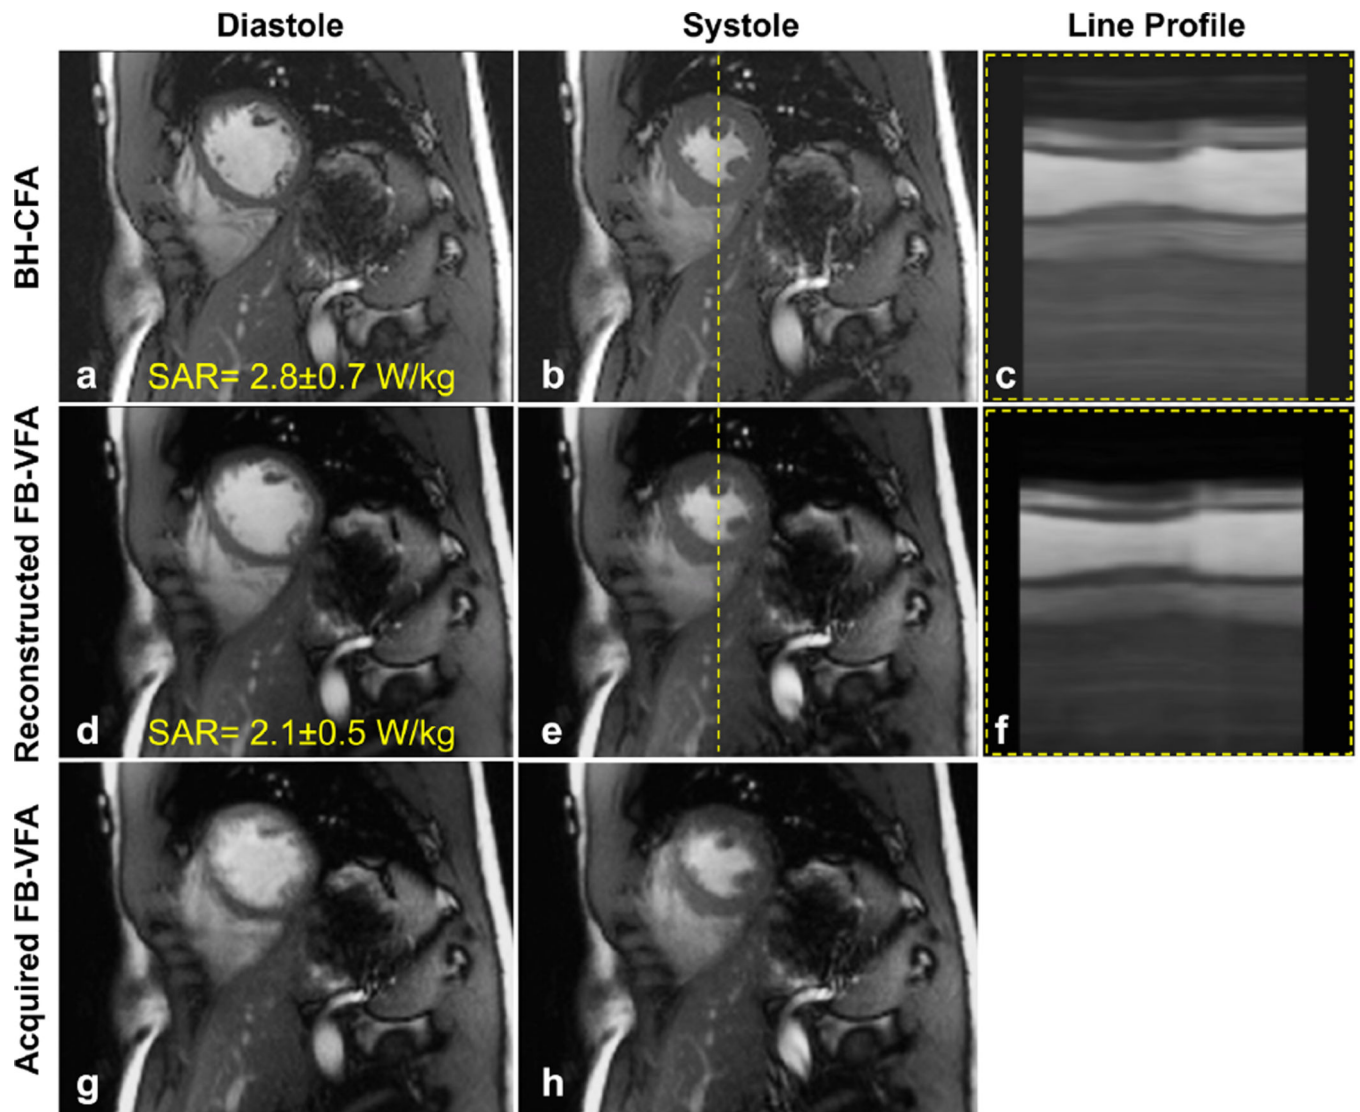 Diastole
Systole
Line Profile
BH-CFA
a
SAR= 2.8±0.7 W/kg
b
c
Reconstructed FB-VFA
d
SAR= 2.1±0.5 W/kg
e
f
Acquired FB-VFA
g
h